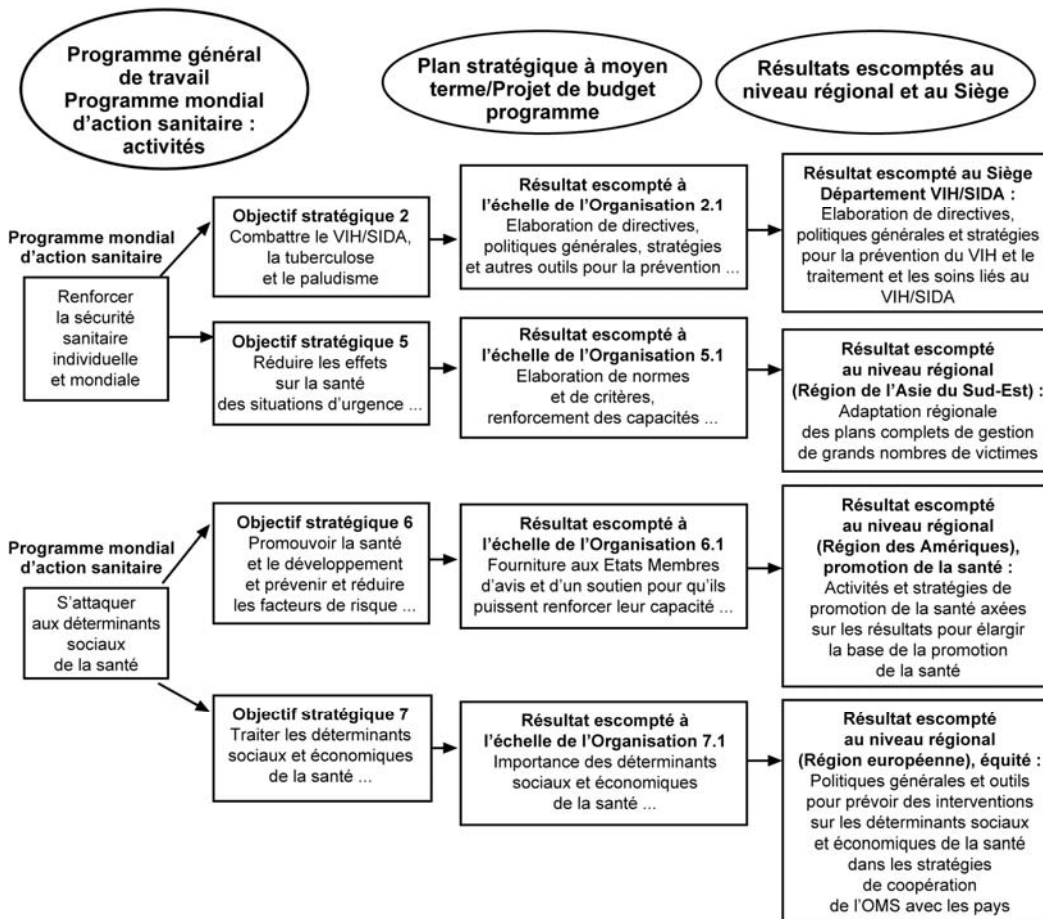 Programme général
de travail
Programme mondial
d'action sanitaire :
activités
Plan stratégique à moyen
terme/Projet de budget
programme
Résultats escomptés au
niveau régional et au Siège
Programme mondial
d'action sanitaire
Renforcer
la sécurité
sanitaire
individuelle
et mondiale
Objectif stratégique 2
Combattre le VIH/SIDA,
la tuberculose
et le paludisme
Résultat escompté à
l'échelle de l'Organisation 2.1
Elaboration de directives,
politiques générales, stratégies
et autres outils pour la prévention ...
Résultat escompté au Siège
Département VIH/SIDA :
Elaboration de directives,
politiques générales et stratégies
pour la prévention du VIH et le
traitement et les soins liés au
VIH/SIDA
Objectif stratégique 5
Réduire les effets
sur la santé
des situations d'urgence ...
Résultat escompté à
l'échelle de l'Organisation 5.1
Elaboration de normes
et de critères,
renforcement des capacités ...
Résultat escompté
au niveau régional
(Région de l'Asie du Sud-Est) :
Adaptation régionale
des plans complets de gestion
de grands nombres de victimes
Programme mondial
d'action sanitaire
S'attaquer
aux déterminants
sociaux
de la santé
Objectif stratégique 6
Promouvoir la santé
et le développement
et prévenir et réduire
les facteurs de risque ...
Résultat escompté à
l'échelle de l'Organisation 6.1
Fourniture aux Etats Membres
d'avis et d'un soutien pour qu'ils
puissent renforcer leur capacité ...
Résultat escompté
au niveau régional
(Région des Amériques),
promotion de la santé :
Activités et stratégies de
promotion de la santé axées
sur les résultats pour élargir
la base de la promotion
de la santé
Objectif stratégique 7
Traiter les déterminants
sociaux et économiques
de la santé ...
Résultat escompté à
l'échelle de l'Organisation 7.1
Importance des déterminants
sociaux et économiques
de la santé ...
Résultat escompté
au niveau régional
(Région européenne), équité :
Politiques générales et outils
pour prévoir des interventions
sur les déterminants sociaux
et économiques de la santé
dans les stratégies
de coopération
de l'OMS avec les pays